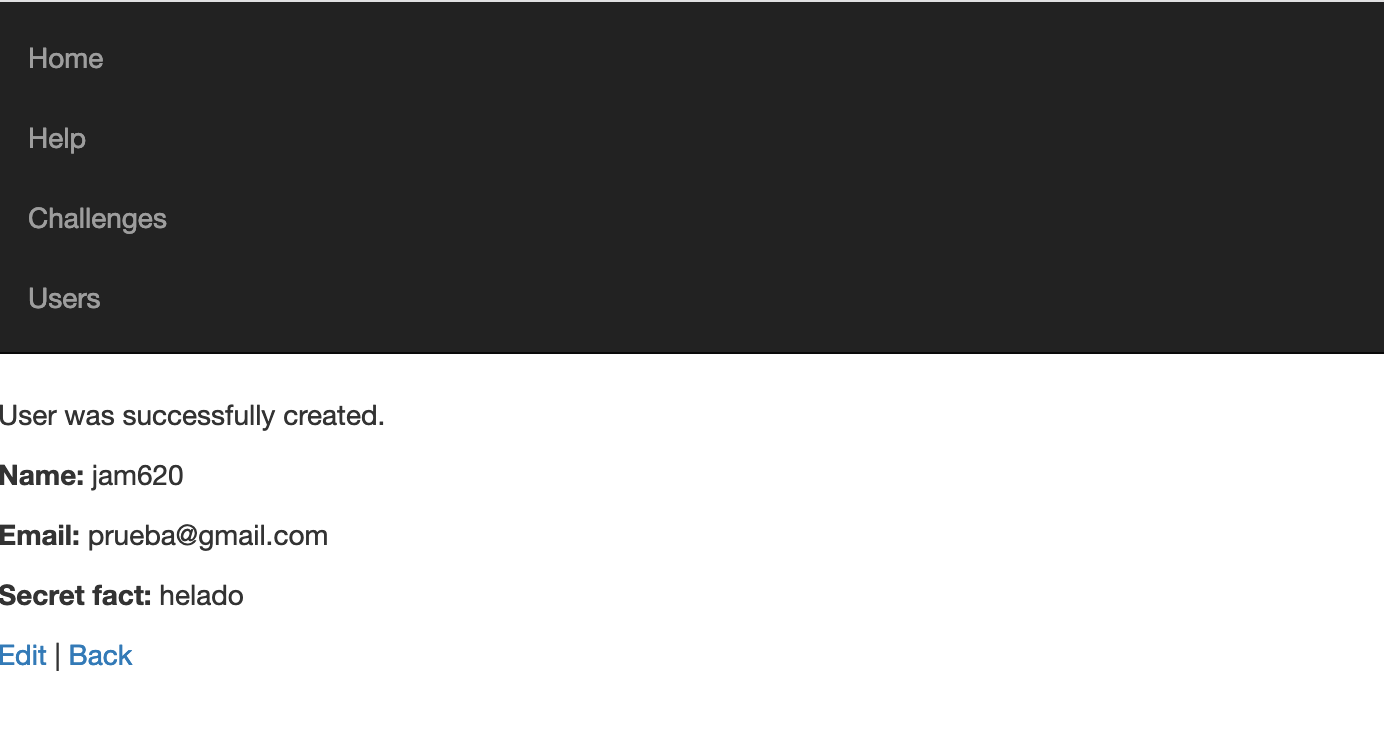 Home
Help
Challenges
Users
User was successfully created.
Name: jam620
Email: prueba@gmail.com
Secret fact: helado
Edit | Back